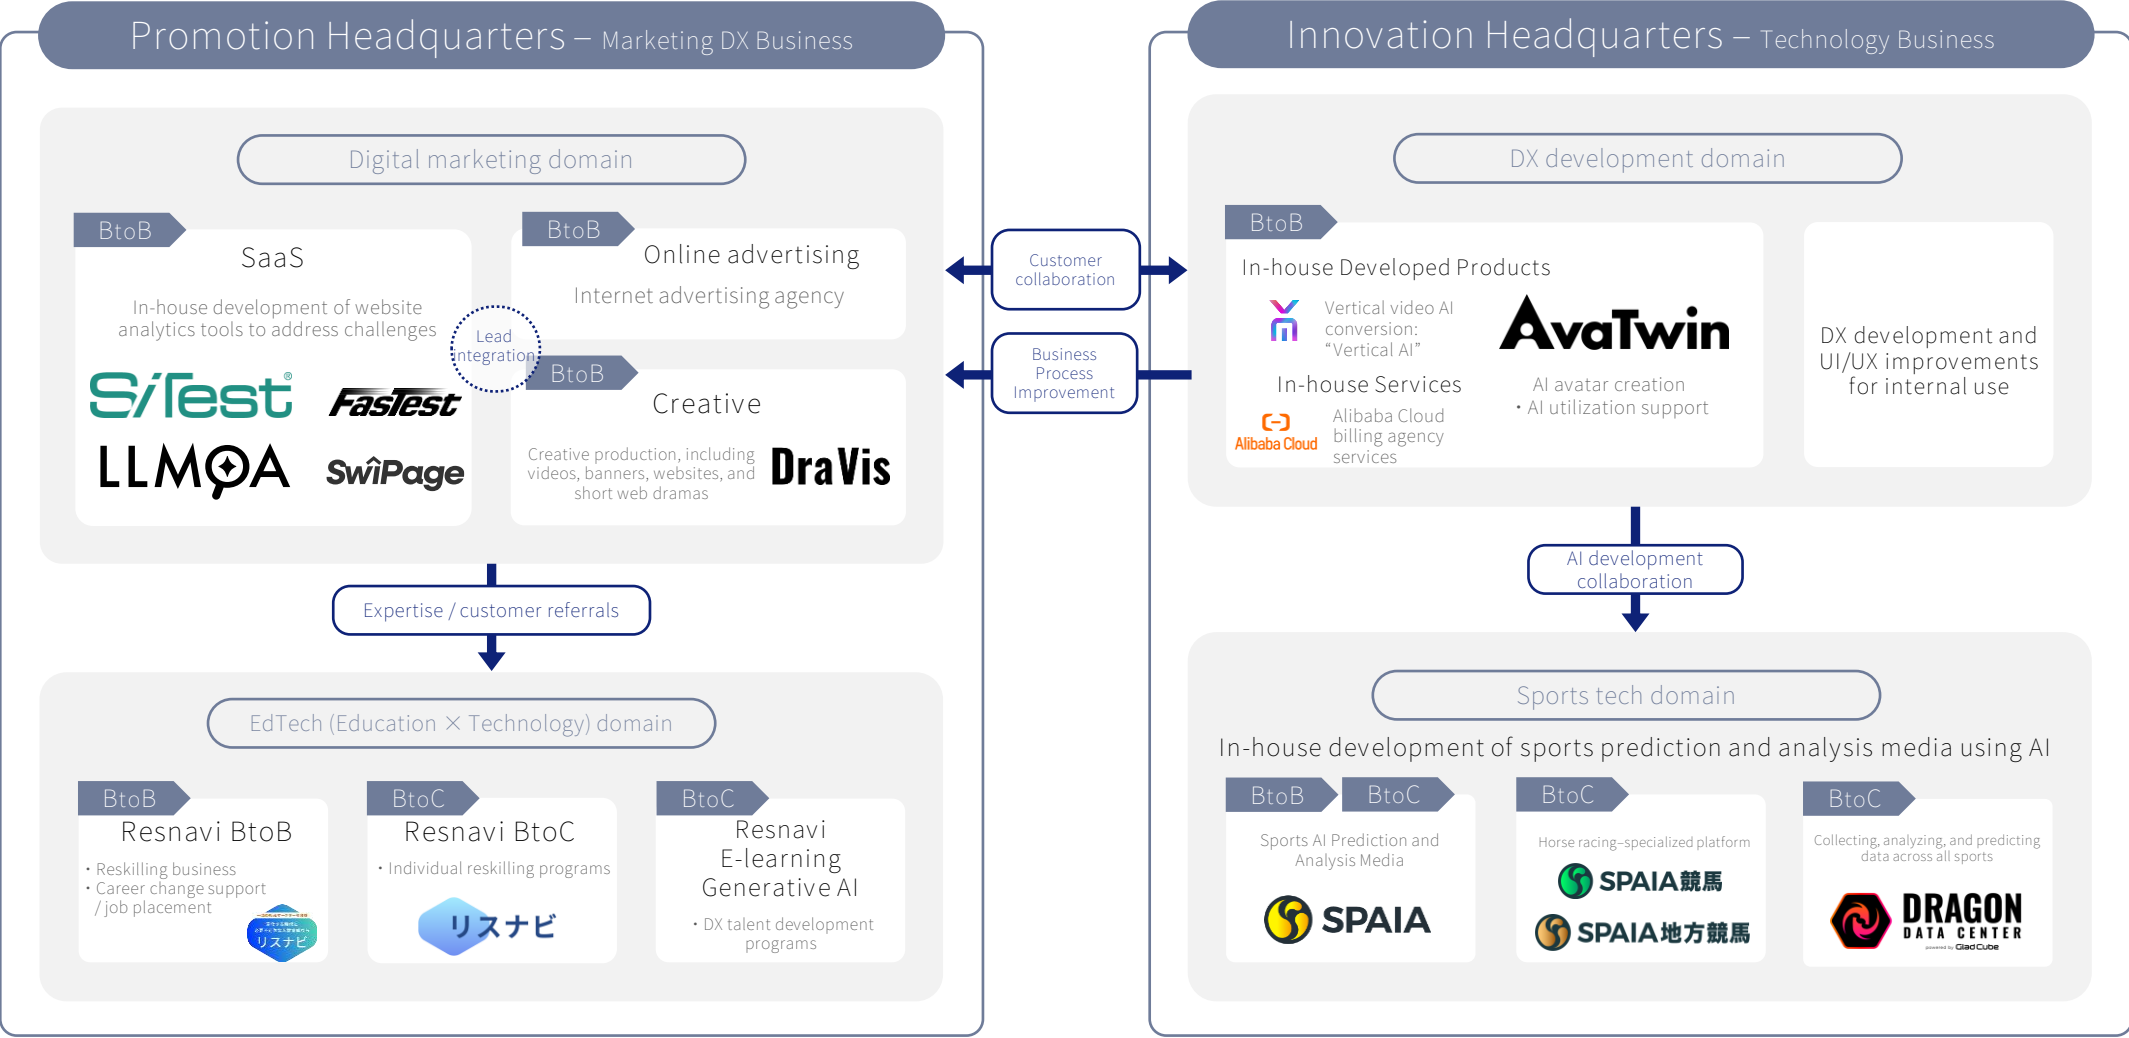 Promotion Headquarters – Marketing DX Business
Digital marketing domain
BtoB
SaaS
In-house development of website
analytics tools to address challenges
SiTest®
FasTest
LLMOA
SwiPage
Lead
integration
BtoB
Online advertising
Internet advertising agency
BtoB
Creative
Creative production, including
videos, banners, websites, and
short web dramas
DraVis
Expertise / customer referrals
EdTech (Education × Technology) domain
BtoB
Resnavi BtoB
・Reskilling business
・Career change support
/ job placement
リスナビ
BtoC
Resnavi BtoC
・Individual reskilling programs
リスナビ
BtoC
Resnavi
E-learning
Generative AI
・DX talent development
programs
Customer
collaboration
Business
Process
Improvement
Innovation Headquarters – Technology Business
DX development domain
BtoB
In-house Developed Products
Vertical video AI
conversion:
“Vertical AI”
In-house Services
Alibaba Cloud
Alibaba Cloud
billing agency
services
AvaTwin
AI avatar creation
・AI utilization support
DX development and
UI/UX improvements
for internal use
AI development
collaboration
Sports tech domain
In-house development of sports prediction and analysis media using AI
BtoB
BtoC
Sports AI Prediction and
Analysis Media
SPAIA
BtoC
Horse racing–specialized platform
SPAIA競馬
SPAIA地方競馬
BtoC
Collecting, analyzing, and predicting
data across all sports
DRAGON
DATA CENTER
powered by GladCube